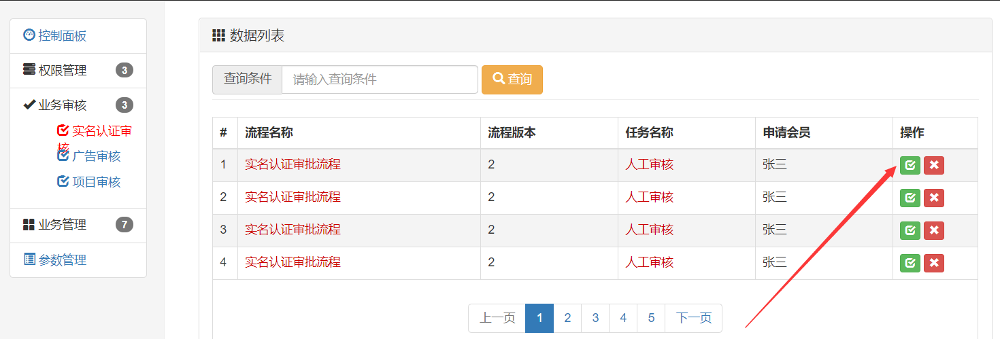 控制面板
权限管理 3
业务审核 3
实名认证审
核
广告审核
项目审核
业务管理 7
参数管理
数据列表
查询条件 请输入查询条件 查询
# 流程名称 流程版本 任务名称 申请会员 操作
1 实名认证审批流程 2 人工审核 张三
2 实名认证审批流程 2 人工审核 张三
3 实名认证审批流程 2 人工审核 张三
4 实名认证审批流程 2 人工审核 张三
上一页 1 2 3 4 5 下一页